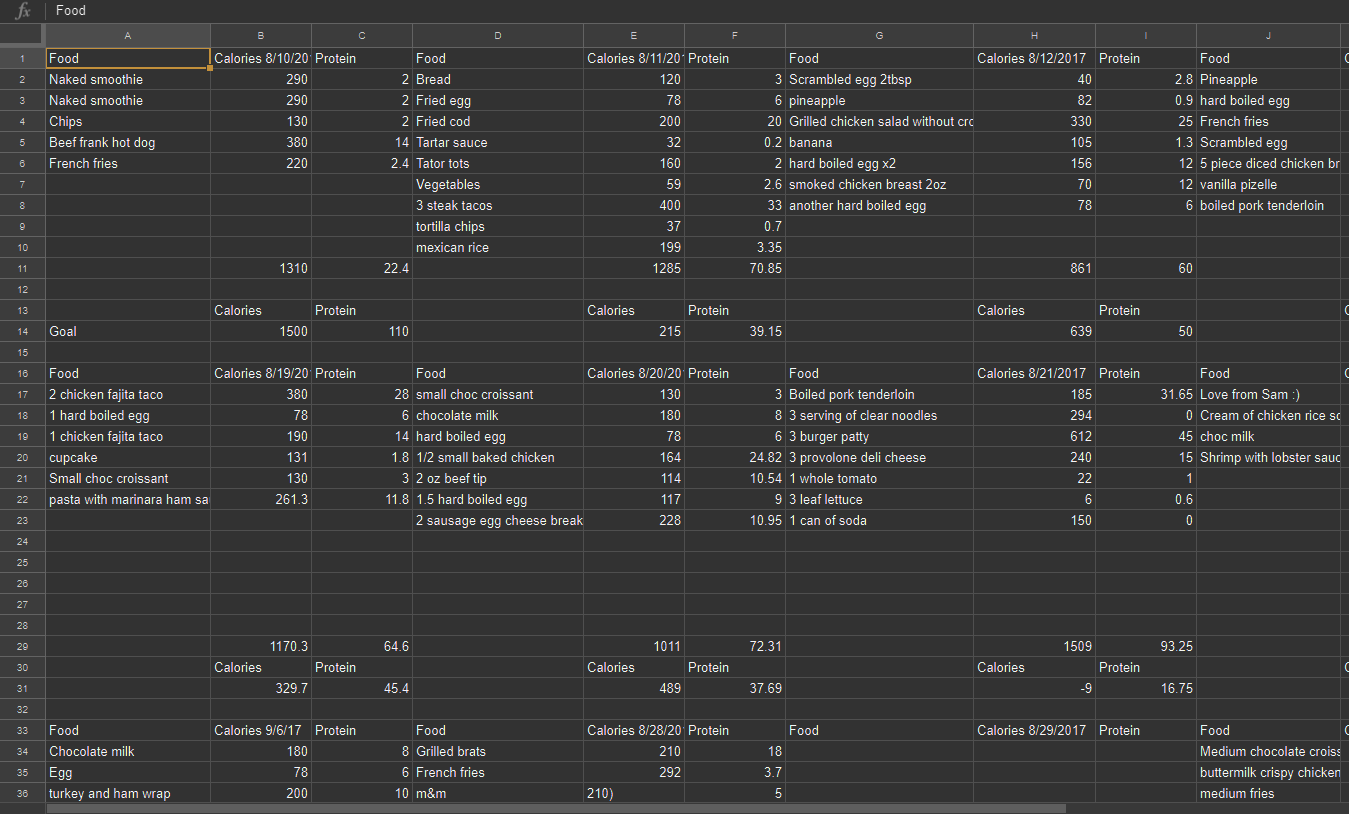 fx Food
A B C D E F G H I J
1 Food Calories 8/10/20 Protein Food Calories 8/11/20 Protein Food Calories 8/12/2017 Protein Food
2 Naked smoothie 290 2 Bread 120 3 Scrambled egg 2tbsp 40 2.8 Pineapple
3 Naked smoothie 290 2 Fried egg 78 6 pineapple 82 0.9 hard boiled egg
4 Chips 130 2 Fried cod 200 20 Grilled chicken salad without cro 330 25 French fries
5 Beef frank hot dog 380 14 Tartar sauce 32 0.2 banana 105 1.3 Scrambled egg
6 French fries 220 2.4 Tator tots 160 2 hard boiled egg x2 156 12 5 piece diced chicken br
7 Vegetables 59 2.6 smoked chicken breast 2oz 70 12 vanilla pizelle
8 3 steak tacos 400 33 another hard boiled egg 78 6 boiled pork tenderloin
9 tortilla chips 37 0.7
10 mexican rice 199 3.35
11 1310 22.4 1285 70.85 861 60
12
13 Calories Protein Calories Protein Calories Protein
14 Goal 1500 110 215 39.15 639 50
15
16 Food Calories 8/19/20 Protein Food Calories 8/20/20 Protein Food Calories 8/21/2017 Protein Food
17 2 chicken fajita taco 380 28 small choc croissant 130 3 Boiled pork tenderloin 185 31.65 Love from Sam :)
18 1 hard boiled egg 78 6 chocolate milk 180 8 3 serving of clear noodles 294 0 Cream of chicken rice so
19 1 chicken fajita taco 190 14 hard boiled egg 78 6 3 burger patty 612 45 choc milk
20 cupcake 131 1.8 1/2 small baked chicken 164 24.82 3 provolone deli cheese 240 15 Shrimp with lobster sauc
21 Small choc croissant 130 3 2 oz beef tip 114 10.54 1 whole tomato 22 1
22 pasta with marinara ham sa 261.3 11.8 1.5 hard boiled egg 117 9 3 leaf lettuce 6 0.6
23 2 sausage egg cheese break 228 10.95 1 can of soda 150 0
24
25
26
27
28
29 1170.3 64.6 1011 72.31 1509 93.25
30 Calories Protein Calories Protein Calories Protein
31 329.7 45.4 489 37.69 -9 16.75
32
33 Food Calories 9/6/17 Protein Food Calories 8/28/20 Protein Food Calories 8/29/2017 Protein Food
34 Chocolate milk 180 8 Grilled brats 210 18 Medium chocolate croiss
35 Egg 78 6 French fries 292 3.7 buttermilk crispy chicken
36 turkey and ham wrap 200 10 m&m 210) 5 medium fries